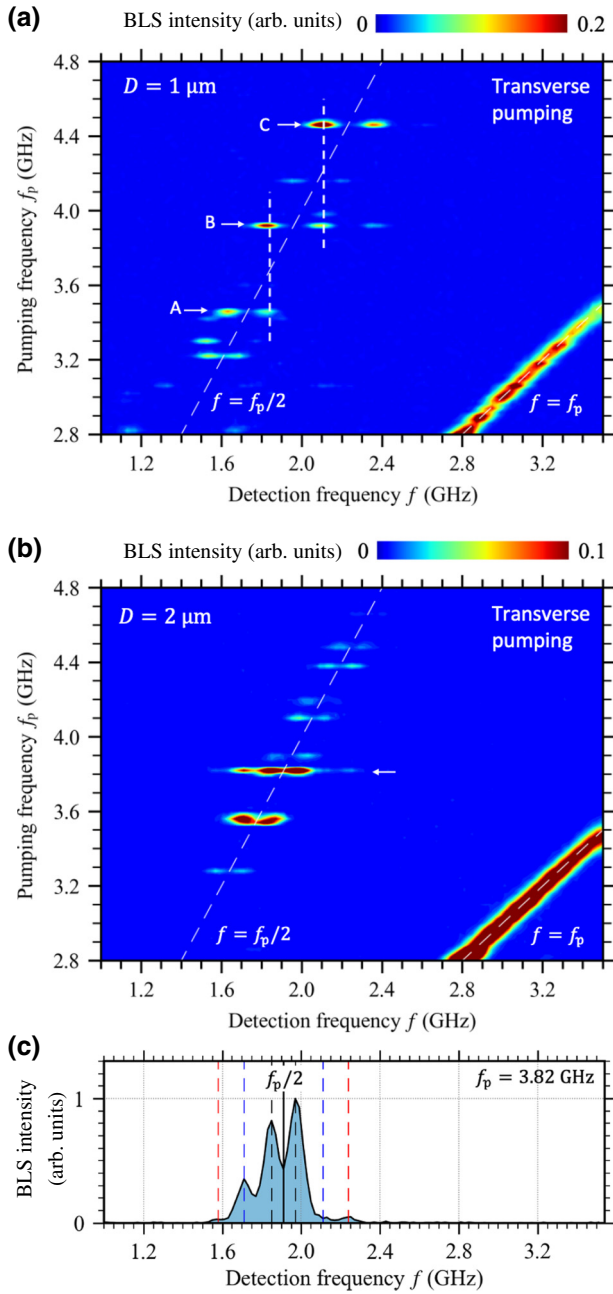 (a)
BLS intensity (arb. units) 0 0.2
D = 1 μm
Transverse
pumping
C
B
A
f = fp/2
f = fp
4.8
4.4
4.0
3.6
3.2
2.8
Pumping frequency fp (GHz)
1.2 1.6 2.0 2.4 2.8 3.2
Detection frequency f (GHz)
(b)
BLS intensity (arb. units) 0 0.1
D = 2 μm
Transverse
pumping
f = fp/2
f = fp
4.8
4.4
4.0
3.6
3.2
2.8
Pumping frequency fp (GHz)
1.2 1.6 2.0 2.4 2.8 3.2
Detection frequency f (GHz)
(c)
fp/2
fp = 3.82 GHz
1
0
BLS intensity
(arb. units)
1.2 1.6 2.0 2.4 2.8 3.2
Detection frequency f (GHz)